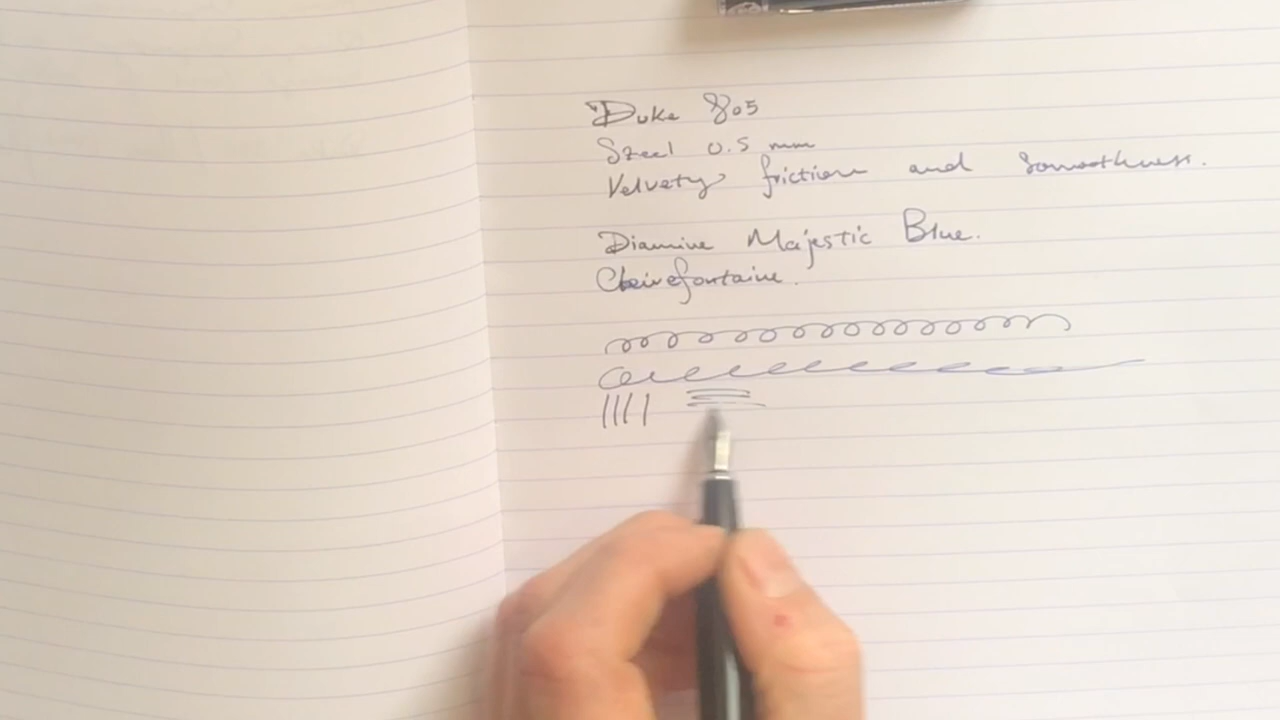 Duke 805
Steel 0.5 mm
Velvety friction and smoothness.
Diamine Majestic Blue.
Clairefontaine.